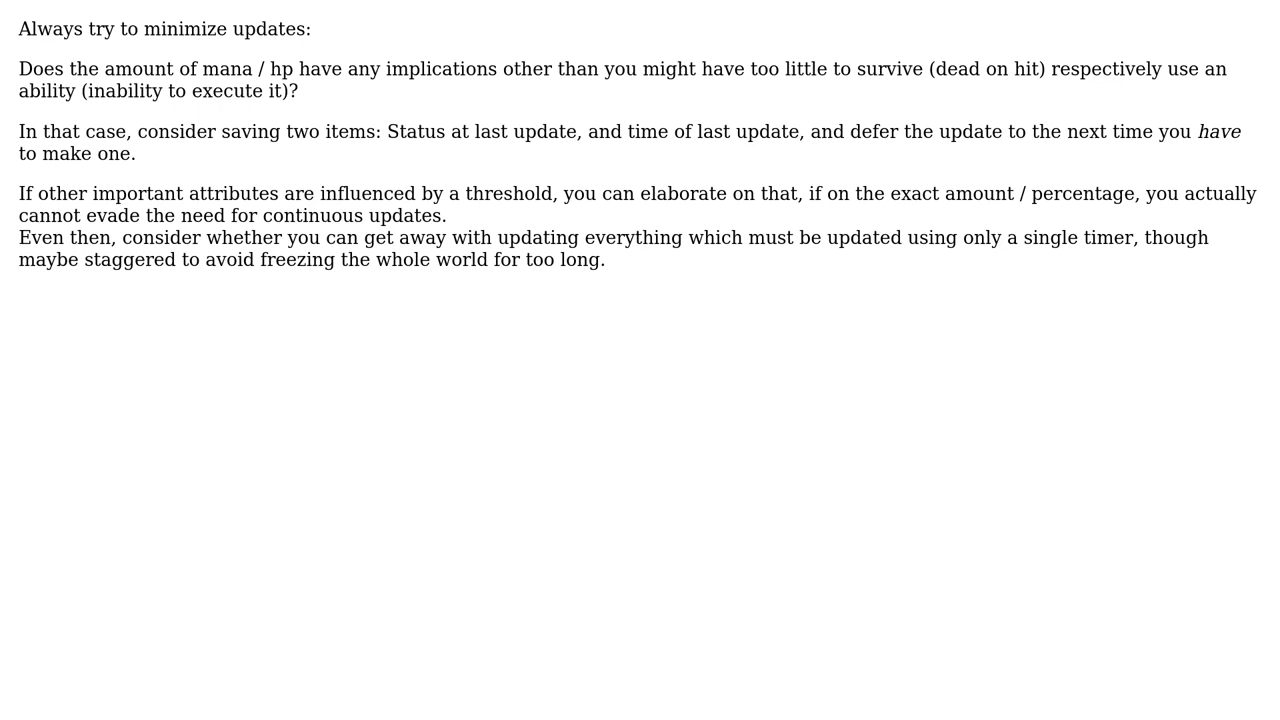 Always try to minimize updates:
Does the amount of mana / hp have any implications other than you might have too little to survive (dead on hit) respectively use an
ability (inability to execute it)?
In that case, consider saving two items: Status at last update, and time of last update, and defer the update to the next time you have
to make one.
If other important attributes are influenced by a threshold, you can elaborate on that, if on the exact amount / percentage, you actually
cannot evade the need for continuous updates.
Even then, consider whether you can get away with updating everything which must be updated using only a single timer, though
maybe staggered to avoid freezing the whole world for too long.